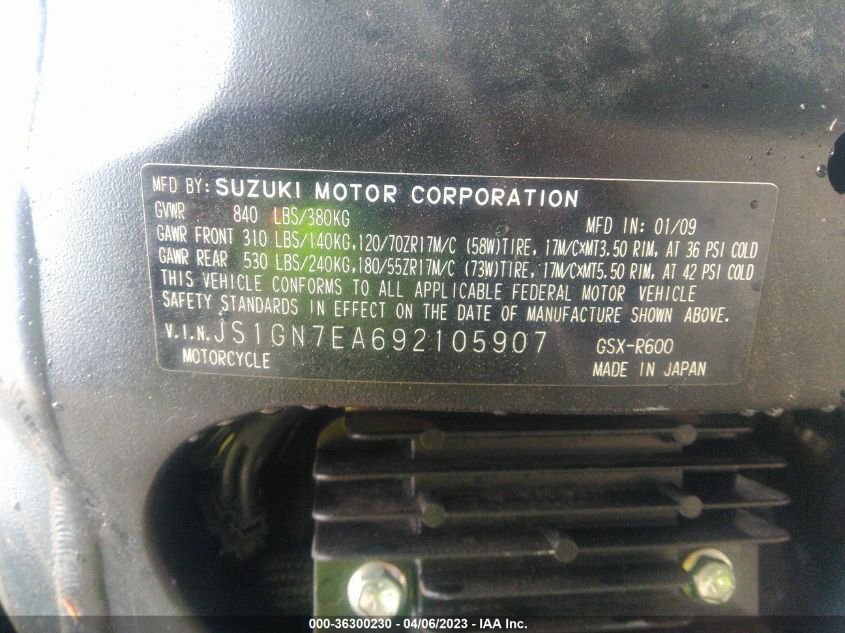 MFD BY: SUZUKI MOTOR CORPORATION
GVWR 840 LBS/380KG MFD IN: 01/09
GAWR FRONT 310 LBS/140KG,120/70ZR17M/C (58W)TIRE, 17M/C×MT3.50 RIM, AT 36 PSI COLD
GAWR REAR 530 LBS/240KG,180/55ZR17M/C (73W)TIRE, 17M/C×MT5.50 RIM, AT 42 PSI COLD
THIS VEHICLE CONFORMS TO ALL APPLICABLE FEDERAL MOTOR VEHICLE
SAFETY STANDARDS IN EFFECT ON THE DATE OF MANUFACTURE SHOWN ABOVE.
V.I.N. JS1GN7EA692105907 GSX-R600
MOTORCYCLE MADE IN JAPAN
000-36300230 - 04/06/2023 - IAA Inc.